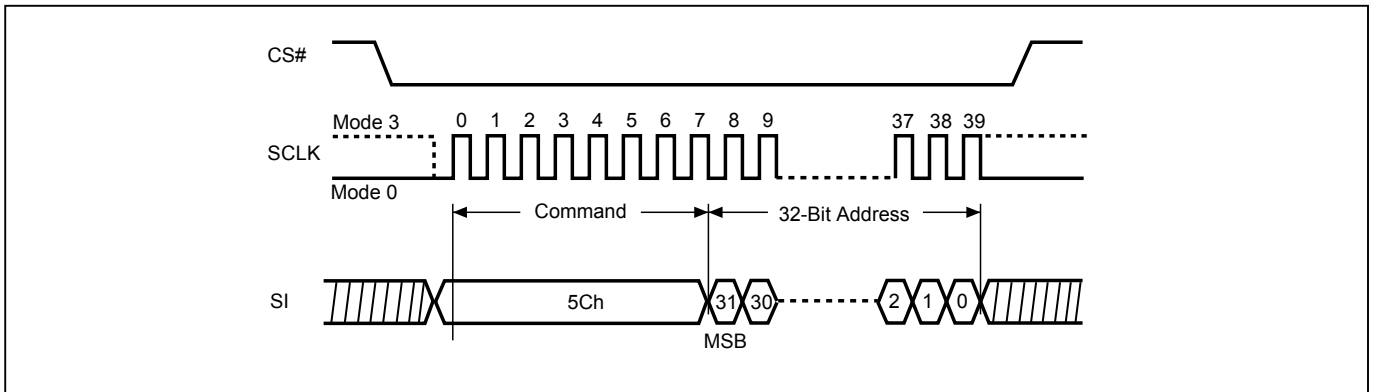 CS#
Mode 3
0 1 2 3 4 5 6 7 8 9 37 38 39
SCLK
Mode 0
Command 32-Bit Address
SI 5Ch 31 30 2 1 0
MSB